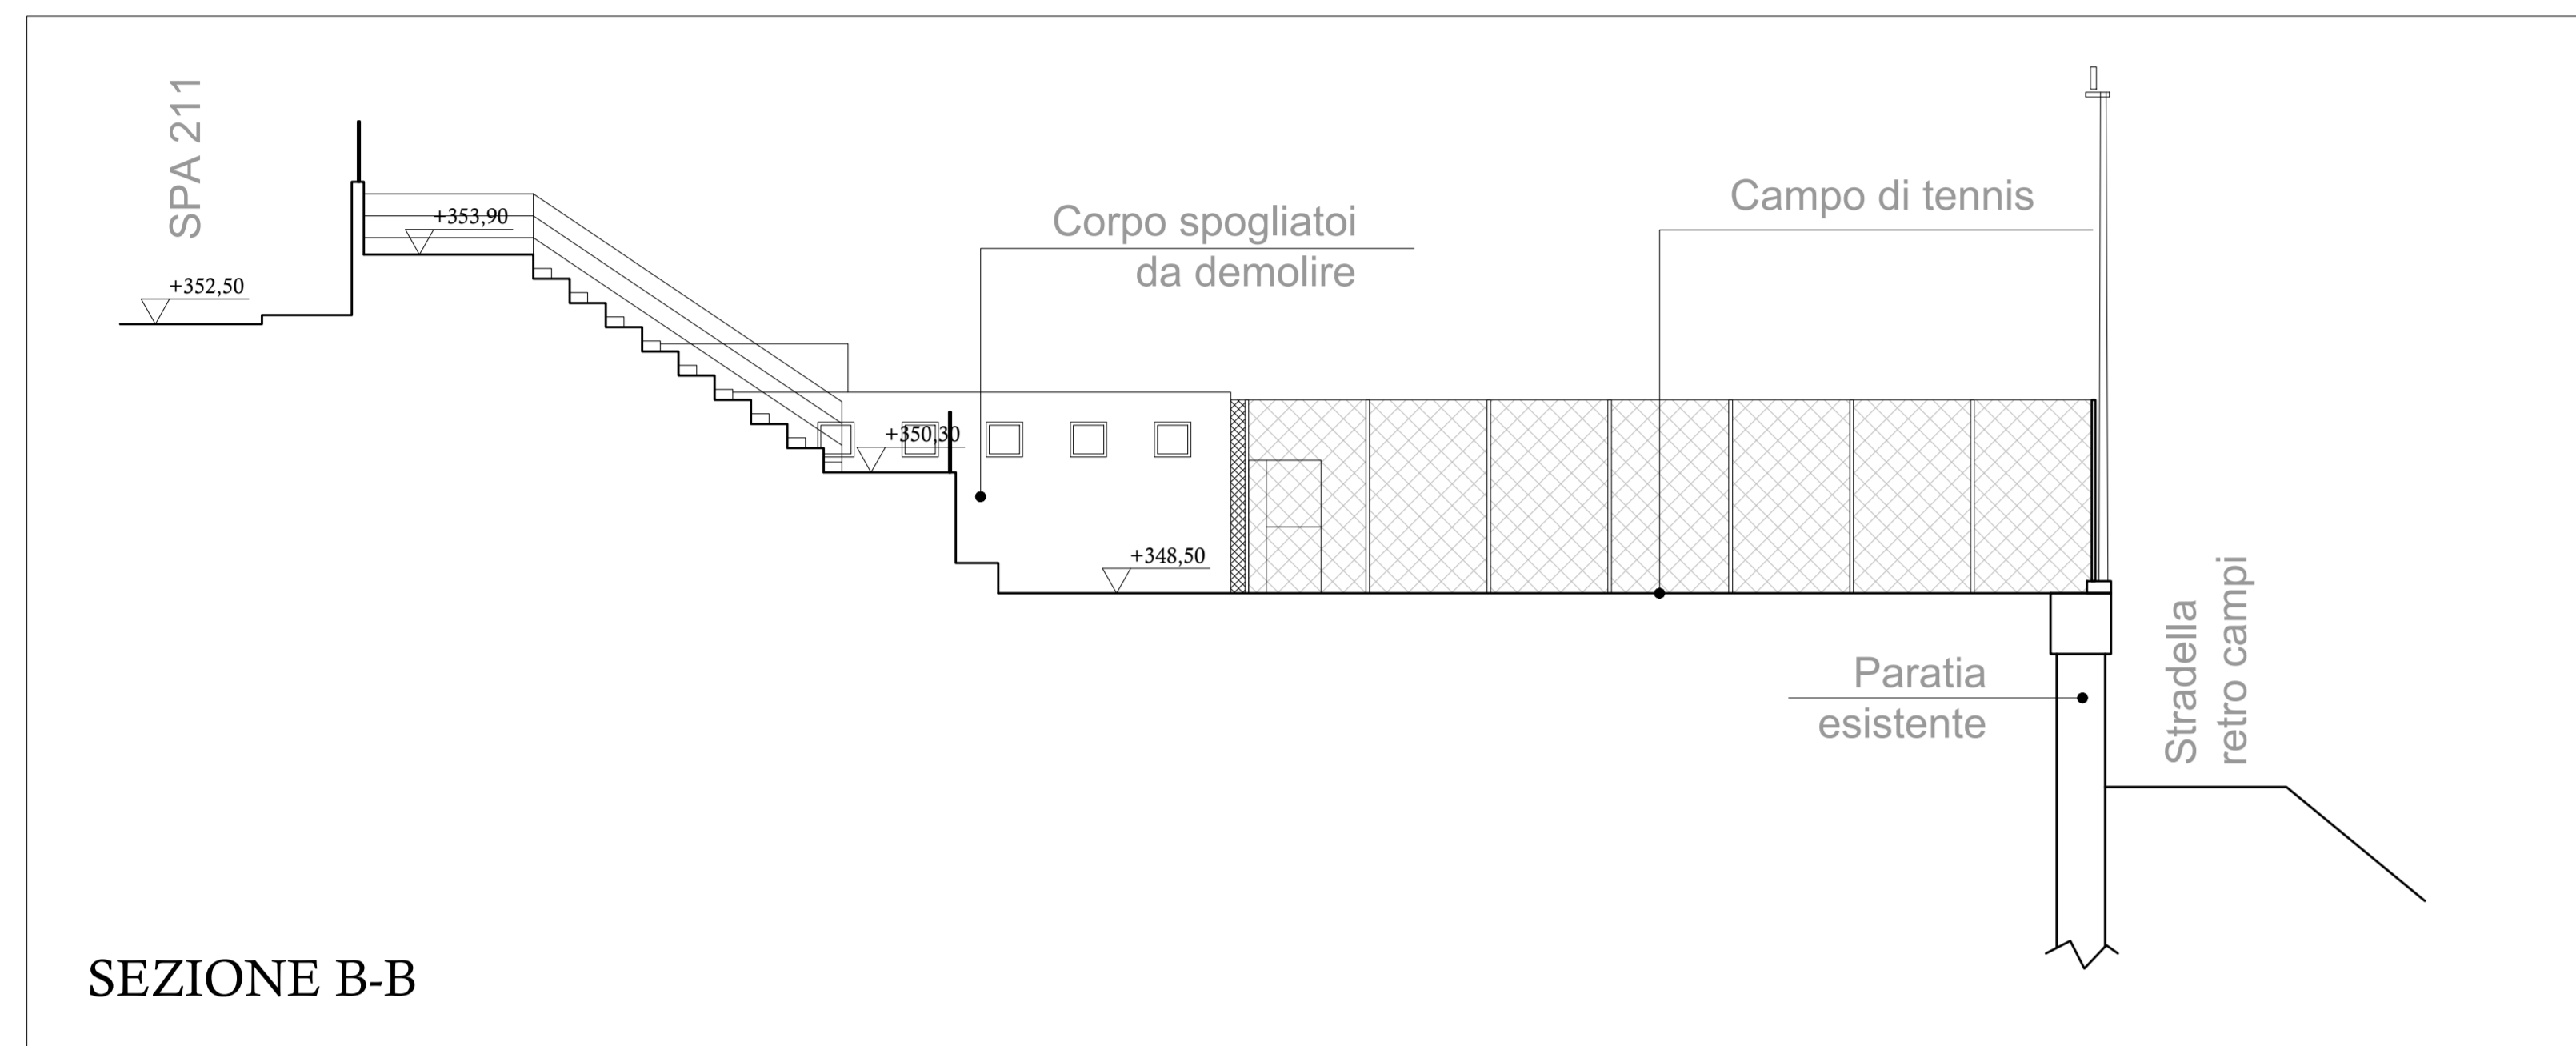 SPA 211
+352,50
+353,90
Corpo spogliatoi
da demolire
Campo di tennis
+350,30
+348,50
Paratia
esistente
Stradella
retro campi
SEZIONE B-B